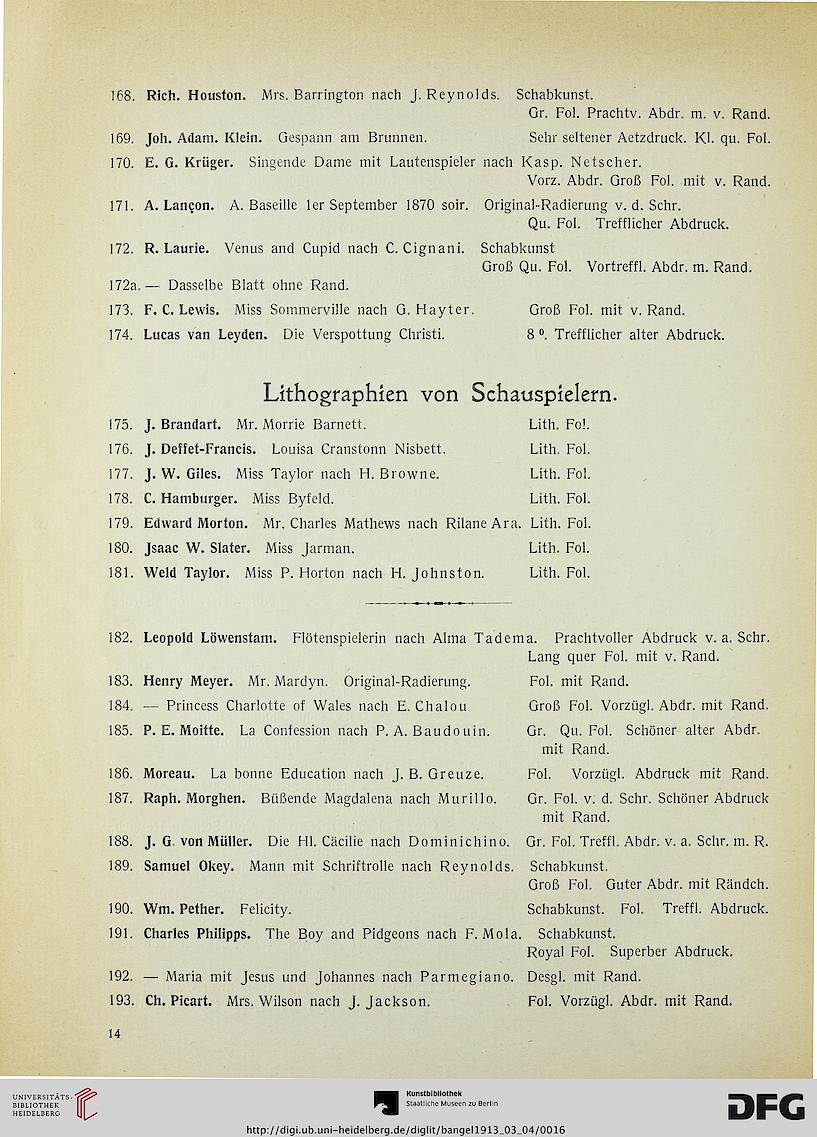 168. Rich. Houston. Mrs. Barrington nach J. Reynolds. Schabkunst.
Gr. Fol. Prachtv. Abdr. m. v. Rand.
169. Joh. Adam. Klein. Gespann am Brunnen. Sehr seltener Aetzdruck. Kl. qu. Fol.
170. E. G. Krüger. Singende Dame mit Lautenspieler nach Kasp. Netscher.
Vorz. Abdr. Groß Fol. mit v. Rand.
171. A. Lançon. A. Baseille 1er September 1870 soir. Original-Radierung v. d. Schr.
Qu. Fol. Trefflicher Abdruck.
172. R. Laurie. Venus and Cupid nach C. Cignani. Schabkunst
Groß Qu. Fol. Vortreffl. Abdr. m. Rand.
172a. — Dasselbe Blatt ohne Rand.
173. F. C. Lewis. Miss Sommerville nach G. Hayter. Groß Fol. mit v. Rand.
174. Lucas van Leyden. Die Verspottung Christi. 8⁰. Trefflicher alter Abdruck.
Lithographien von Schauspielern.
175. J. Brandart. Mr. Morrie Barnett. Lith. Fol.
176. J. Deffet-Francis. Louisa Cranstonn Nisbett. Lith. Fol.
177. J. W. Giles. Miss Taylor nach H. Browne. Lith. Fol.
178. C. Hamburger. Miss Byfeld. Lith. Fol.
179. Edward Morton. Mr. Charles Mathews nach Rilane Ara. Lith. Fol.
180. Jsaac W. Slater. Miss Jarman. Lith. Fol.
181. Weld Taylor. Miss P. Horton nach H. Johnston. Lith. Fol.
182. Leopold Löwenstam. Flötenspielerin nach Alma Tadema. Prachtvoller Abdruck v. a. Schr.
Lang quer Fol. mit v. Rand.
183. Henry Meyer. Mr. Mardyn. Original-Radierung. Fol. mit Rand.
184. — Princess Charlotte of Wales nach E. Chalou Groß Fol. Vorzügl. Abdr. mit Rand.
185. P. E. Moitte. La Confession nach P. A. Baudouin. Gr. Qu. Fol. Schöner alter Abdr.
mit Rand.
186. Moreau. La bonne Education nach J. B. Greuze. Fol. Vorzügl. Abdruck mit Rand.
187. Raph. Morghen. Büßende Magdalena nach Murillo. Gr. Fol. v. d. Schr. Schöner Abdruck
mit Rand.
188. J. G. von Müller. Die Hl. Cäcilie nach Dominichino. Gr. Fol. Treffl. Abdr. v. a. Schr. m. R.
189. Samuel Okey. Mann mit Schriftrolle nach Reynolds. Schabkunst.
Groß Fol. Guter Abdr. mit Rändch.
190. Wm. Pether. Felicity. Schabkunst. Fol. Treffl. Abdruck.
191. Charles Philipps. The Boy and Pidgeons nach F. Mola. Schabkunst.
Royal Fol. Superber Abdruck.
192. — Maria mit Jesus und Johannes nach Parmegiano. Desgl. mit Rand.
193. Ch. Picart. Mrs. Wilson nach J. Jackson. Fol. Vorzügl. Abdr. mit Rand.
14
UNIVERSITÄTS-
BIBLIOTHEK
HEIDELBERG
Kunstbibliothek
Staatliche Museen zu Berlin
DFG
http://digi.ub.uni-heidelberg.de/diglit/bangel1913_03_04/0016